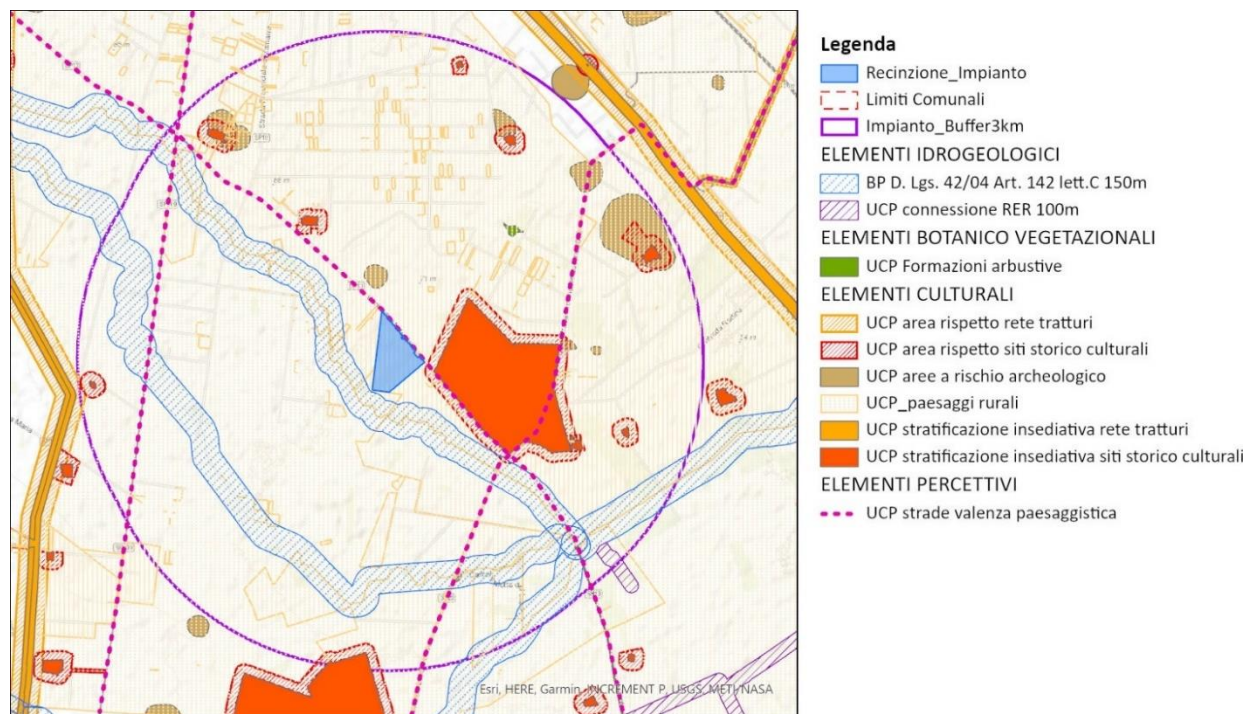 Legenda
Recinzione_Impianto
Limiti Comunali
Impianto_Buffer3km
ELEMENTI IDROGEOLOGICI
BP D. Lgs. 42/04 Art. 142 lett.C 150m
UCP connessione RER 100m
ELEMENTI BOTANICO VEGETAZIONALI
UCP Formazioni arbustive
ELEMENTI CULTURALI
UCP area rispetto rete tratturi
UCP area rispetto siti storico culturali
UCP aree a rischio archeologico
UCP_paesaggi rurali
UCP stratificazione insediativa rete tratturi
UCP stratificazione insediativa siti storico culturali
ELEMENTI PERCETTIVI
UCP strade valenza paesaggistica
Esri, HERE, Garmin, INCREMENT P, USGS, METI/NASA